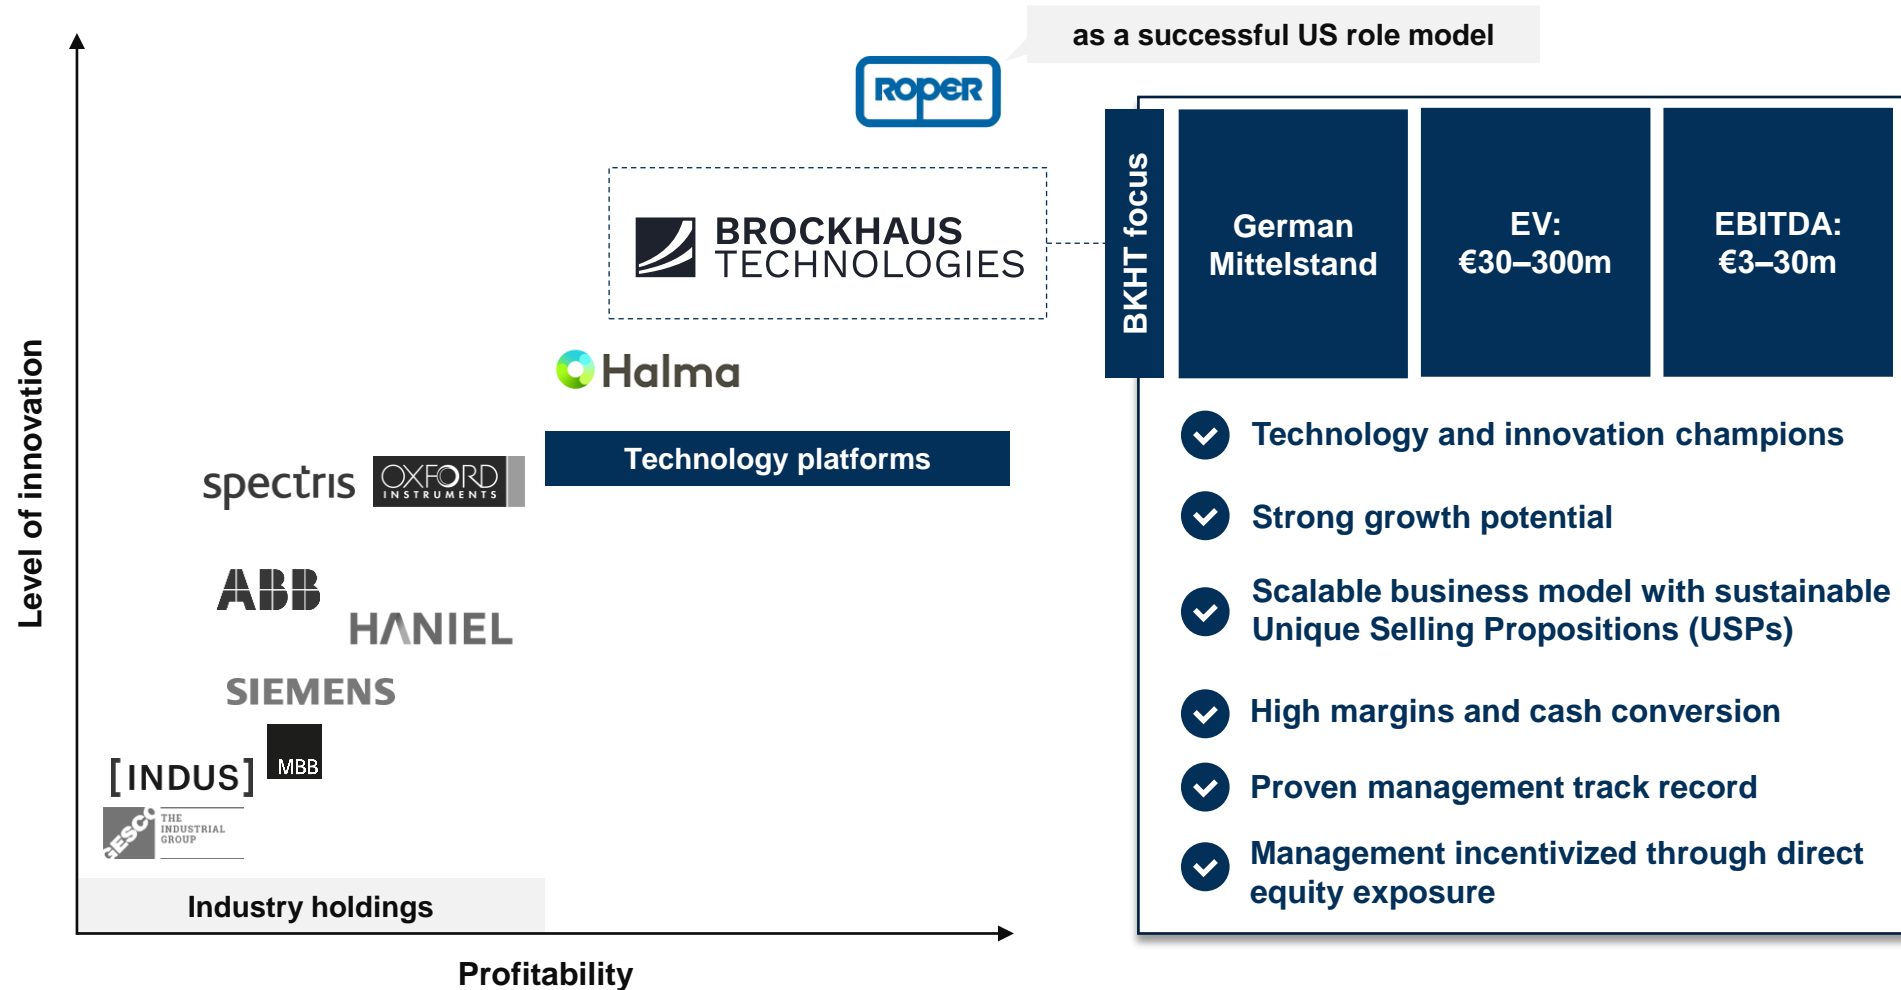 as a successful US role model
ROPER
BROCKHAUS
TECHNOLOGIES
Halma
Technology platforms
spectris
OXFORD
INSTRUMENTS
ABB
HANIEL
SIEMENS
MBB
[INDUS]
GESCO
THE
INDUSTRIAL
GROUP
Industry holdings
Level of innovation
Profitability
BKHT focus
German
Mittelstand
EV:
€30–300m
EBITDA:
€3–30m
Technology and innovation champions
Strong growth potential
Scalable business model with sustainable
Unique Selling Propositions (USPs)
High margins and cash conversion
Proven management track record
Management incentivized through direct
equity exposure